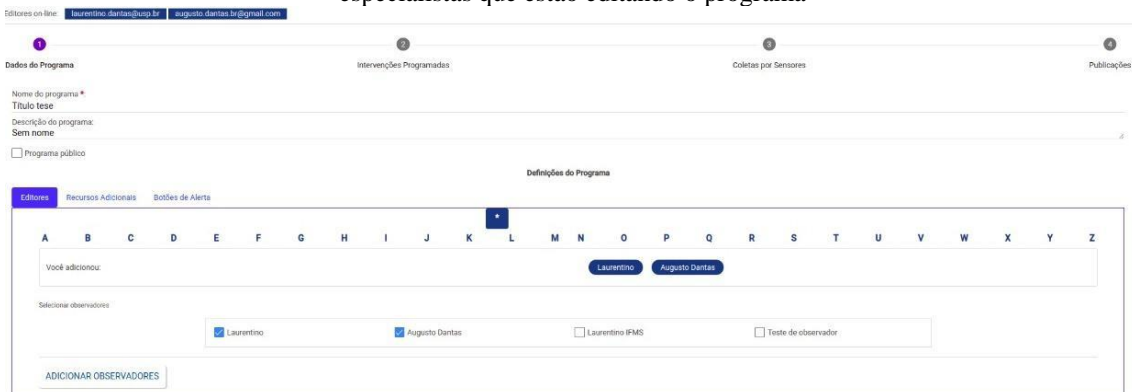 especialistas que estão editando o programa
Editores on-line: laurentino.dantas@usp.br augusto.dantas.br@gmail.com
1 2 3 4
Dados do Programa Intervenções Programadas Coletas por Sensores Publicações
Nome do programa *
Título tese
Descrição do programa:
Sem nome
Programa público
Definições do Programa
Editores Recursos Adicionais Botões de Alerta
*
A B C D E F G H I J K L M N O P Q R S T U V W X Y Z
Você adicionou: Laurentino Augusto Dantas
Selecionar observadores
Laurentino Augusto Dantas Laurentino IFMS Teste de observador
ADICIONAR OBSERVADORES